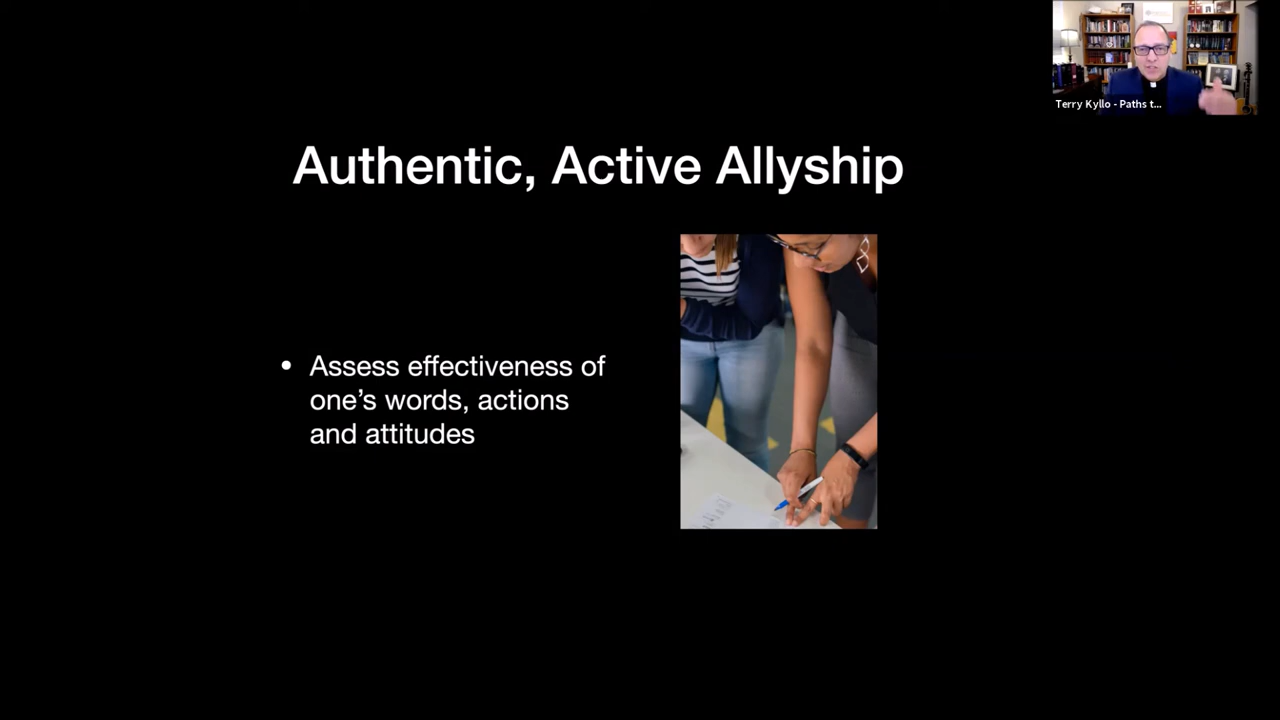 Terry Kyllo - Paths t...
Authentic, Active Allyship
• Assess effectiveness of
one’s words, actions
and attitudes